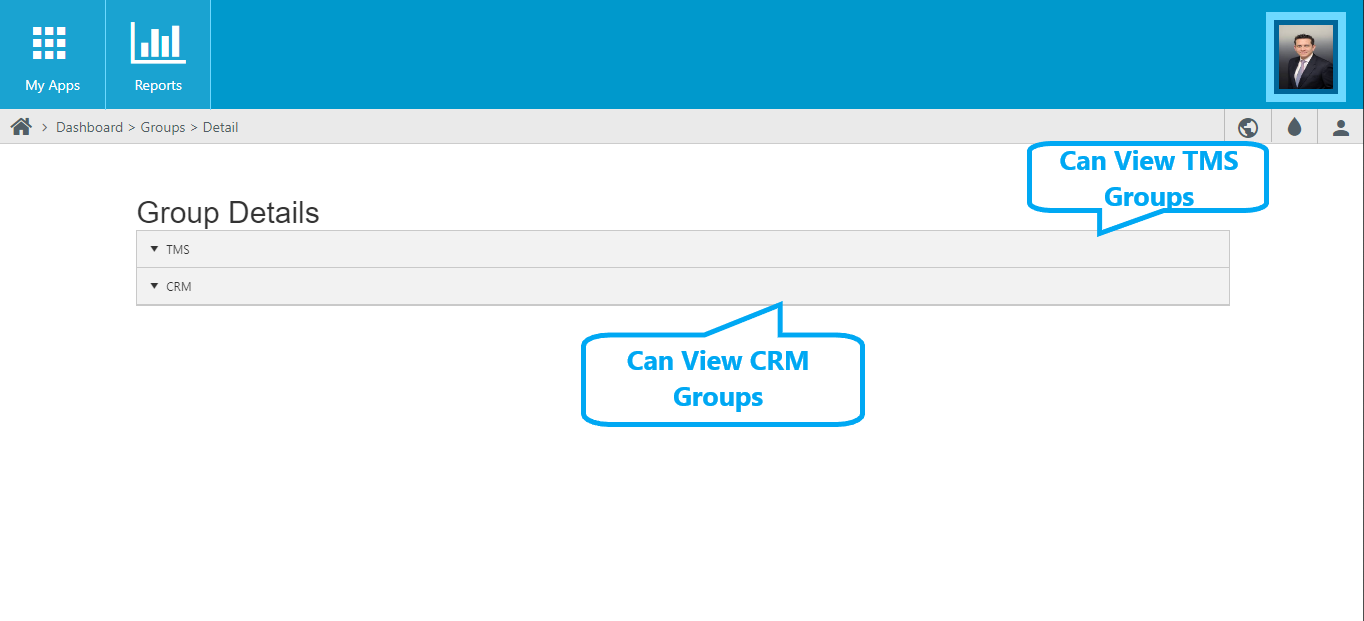 My Apps
Reports
Dashboard > Groups > Detail
Can View TMS
Groups
Group Details
TMS
CRM
Can View CRM
Groups